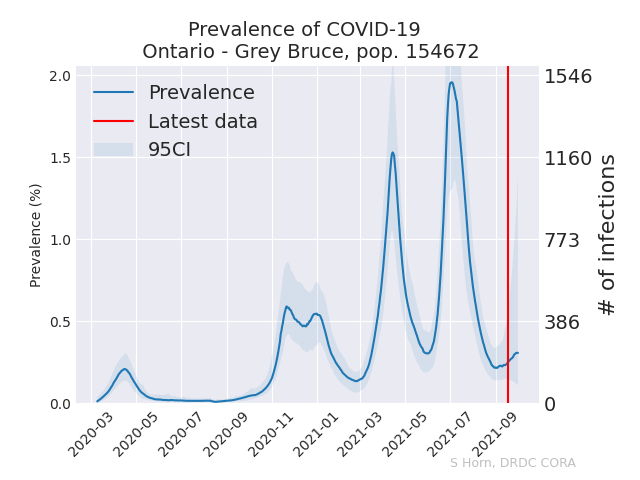 Prevalence of COVID-19
Ontario - Grey Bruce, pop. 154672
Prevalence
Latest data
95CI
Prevalence (%)
2.0
1.5
1.0
0.5
0.0
1546
1160
773
386
0
# of infections
2020-03
2020-05
2020-07
2020-09
2020-11
2021-01
2021-03
2021-05
2021-07
2021-09
S Horn, DRDC CORA